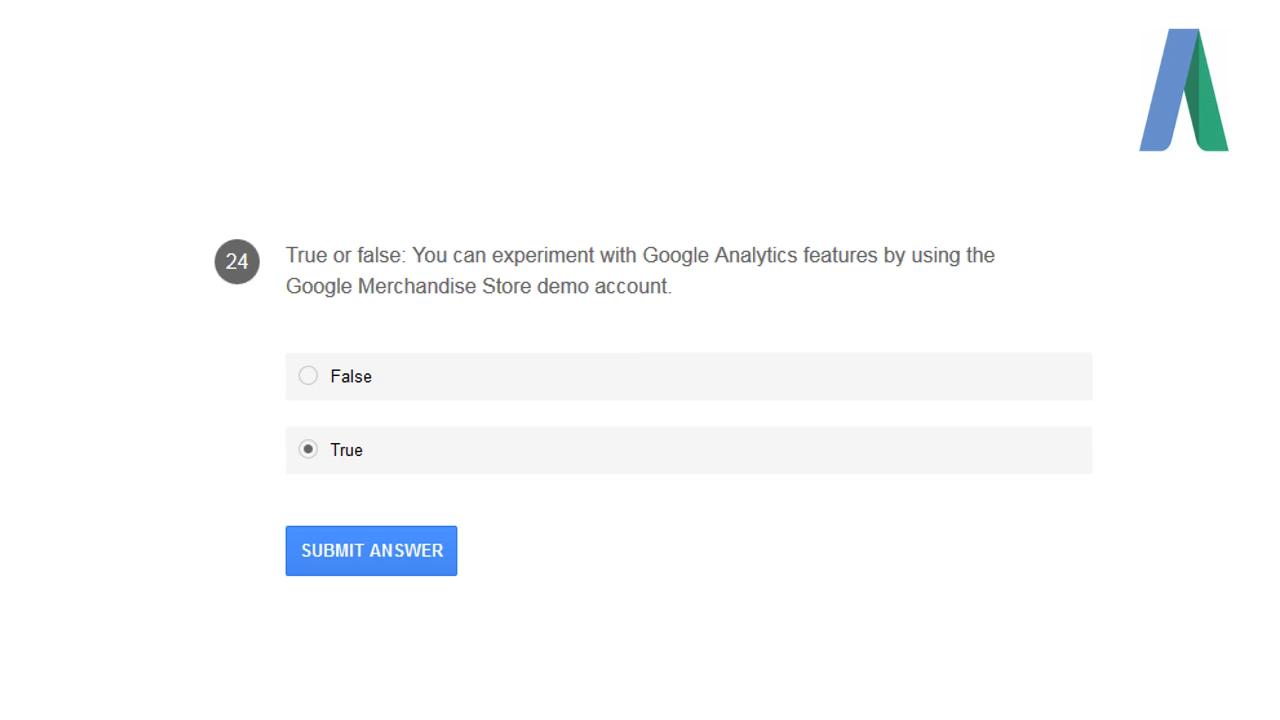 24
True or false: You can experiment with Google Analytics features by using the
Google Merchandise Store demo account.
False
True
SUBMIT ANSWER